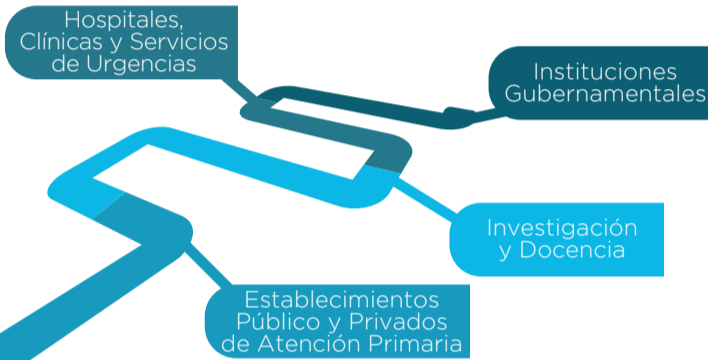 Hospitales,
Clínicas y Servicios
de Urgencias
Instituciones
Gubernamentales
Investigación
y Docencia
Establecimientos
Público y Privados
de Atención Primaria